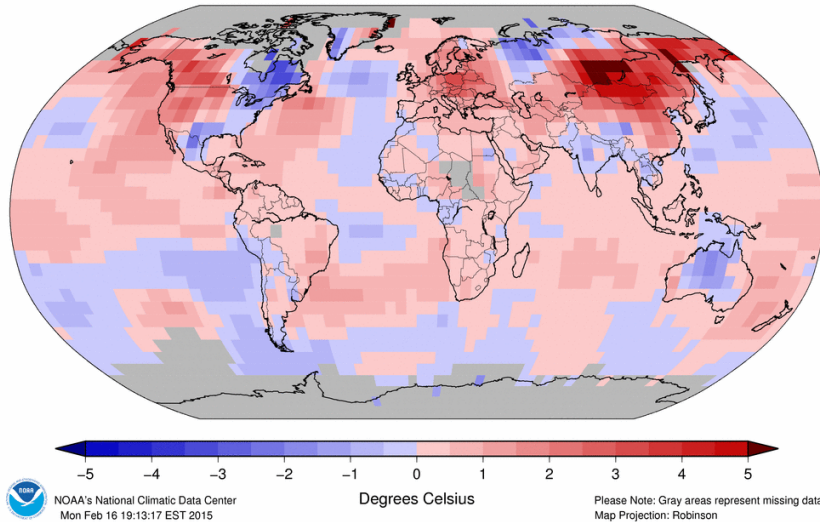 −5 −4 −3 −2 −1 0 1 2 3 4 5
Degrees Celsius
NOAA
NOAA's National Climatic Data Center
Mon Feb 16 19:13:17 EST 2015
Please Note: Gray areas represent missing data
Map Projection: Robinson